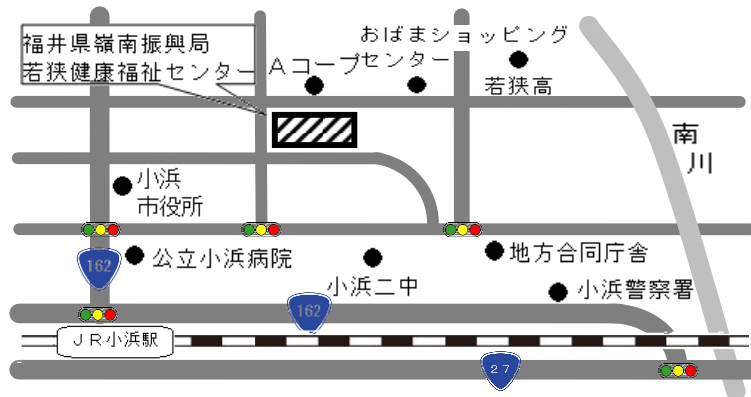 福井県嶺南振興局
若狭健康福祉センター
Aコープ
おばまショッピング
センター
若狭高
南
川
小浜
市役所
公立小浜病院
地方合同庁舎
小浜二中
小浜警察署
162
162
JR小浜駅
27